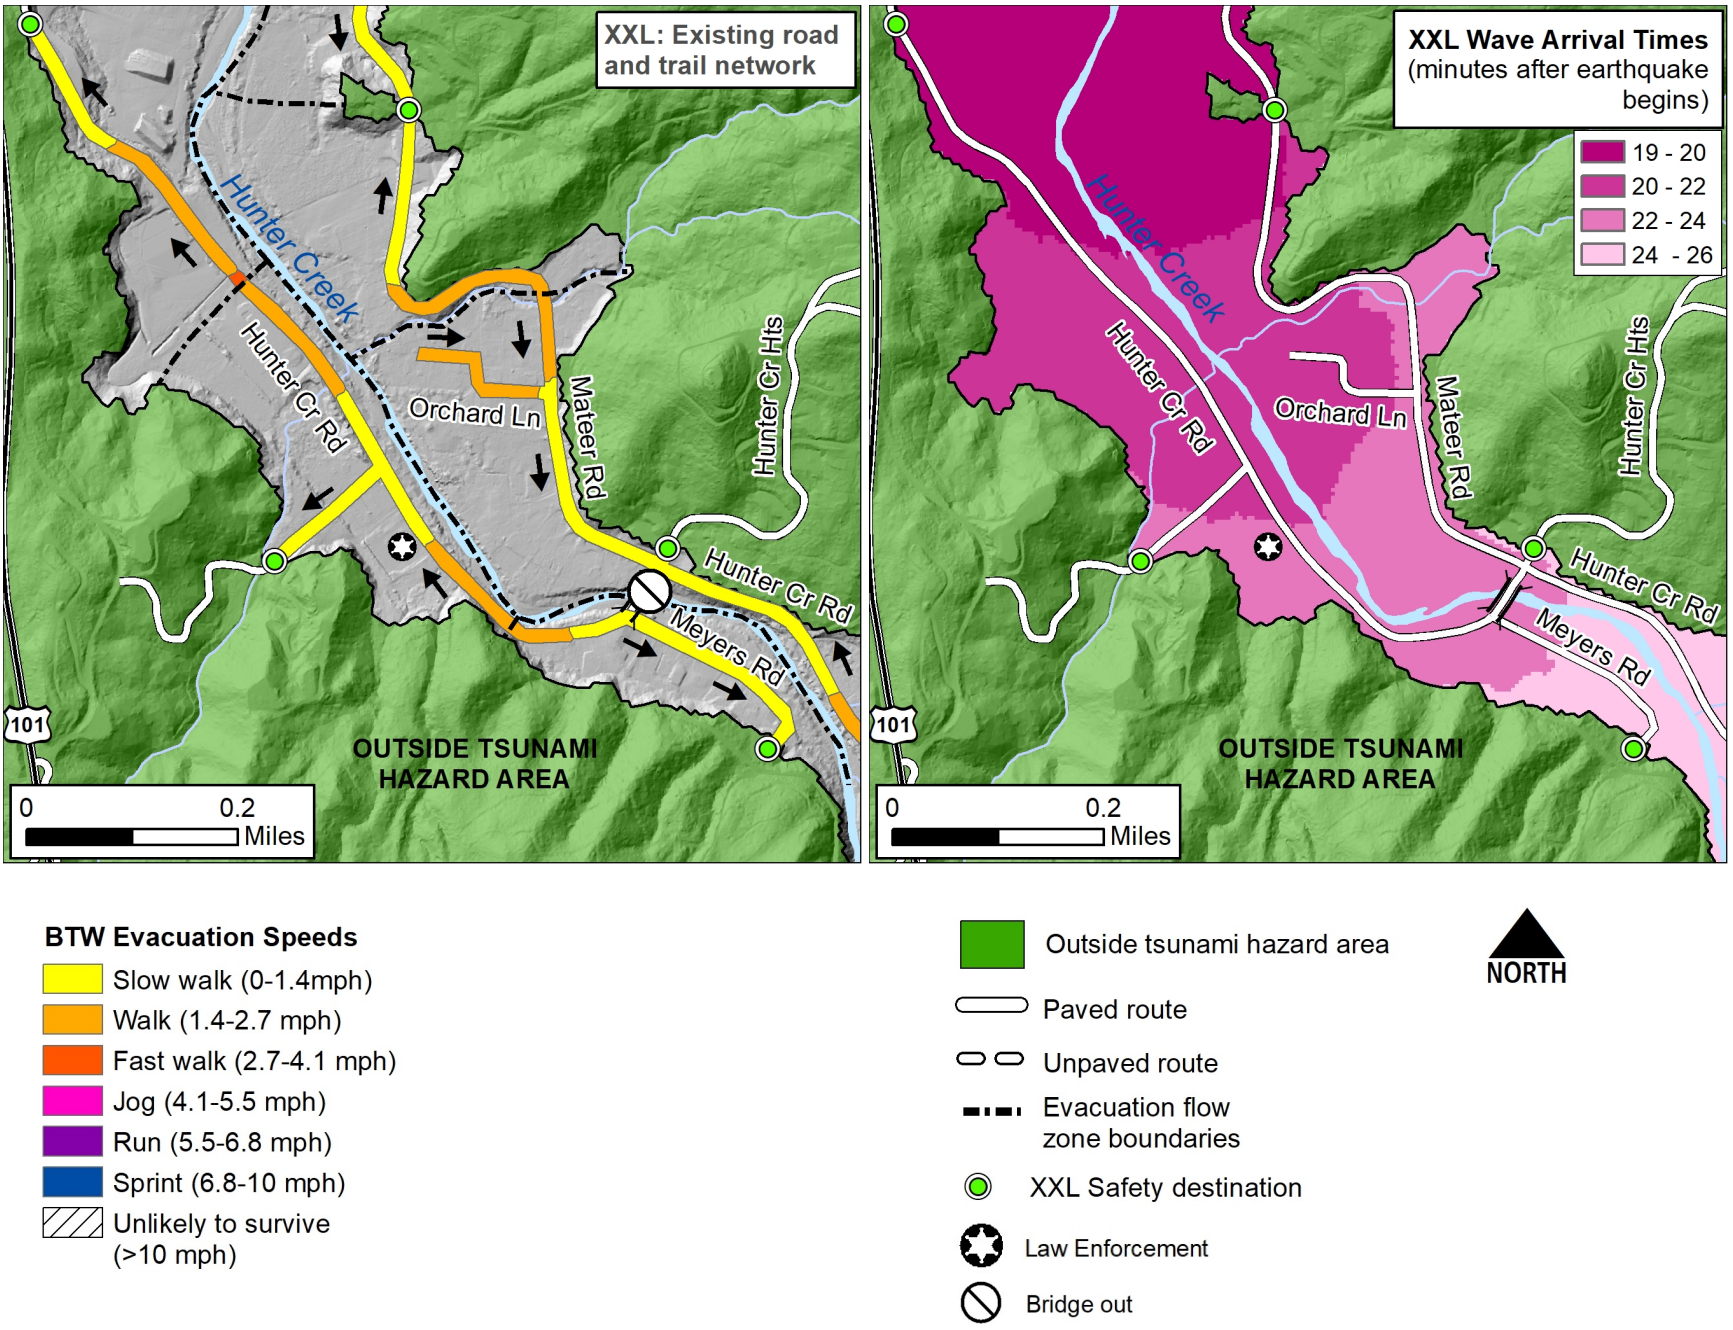 XXL: Existing road
and trail network
Hunter Creek
Hunter Cr Rd
Orchard Ln
Mateer Rd
Hunter Cr Hts
Hunter Cr Rd
Meyers Rd
101
OUTSIDE TSUNAMI
HAZARD AREA
0 0.2
Miles
XXL Wave Arrival Times
(minutes after earthquake
begins)
19 - 20
20 - 22
22 - 24
24 - 26
Hunter Creek
Hunter Cr Rd
Orchard Ln
Mateer Rd
Hunter Cr Hts
Hunter Cr Rd
Meyers Rd
101
OUTSIDE TSUNAMI
HAZARD AREA
0 0.2
Miles
BTW Evacuation Speeds
Slow walk (0-1.4mph)
Walk (1.4-2.7 mph)
Fast walk (2.7-4.1 mph)
Jog (4.1-5.5 mph)
Run (5.5-6.8 mph)
Sprint (6.8-10 mph)
Unlikely to survive
(>10 mph)
Outside tsunami hazard area
Paved route
Unpaved route
Evacuation flow
zone boundaries
XXL Safety destination
Law Enforcement
Bridge out
NORTH